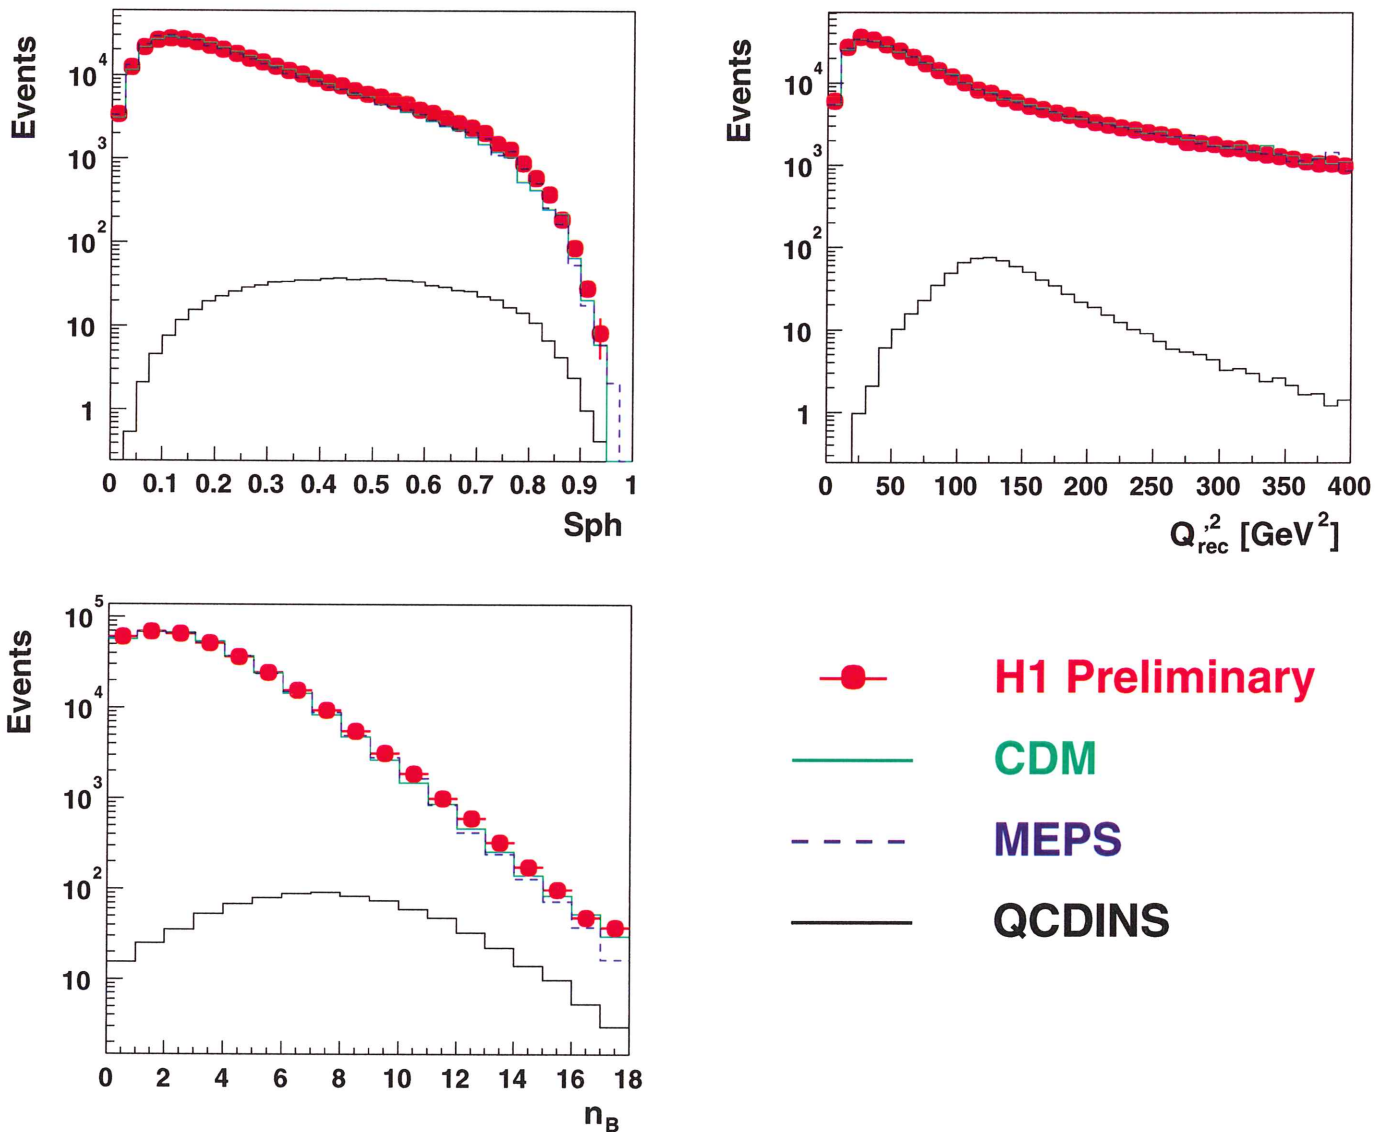 Events
10^4
10^3
10^2
10
1
0 0.1 0.2 0.3 0.4 0.5 0.6 0.7 0.8 0.9 1
Sph
Events
10^4
10^3
10^2
10
1
0 50 100 150 200 250 300 350 400
Q'^2_rec [GeV^2]
Events
10^5
10^4
10^3
10^2
10
0 2 4 6 8 10 12 14 16 18
n_B
H1 Preliminary
CDM
MEPS
QCDINS